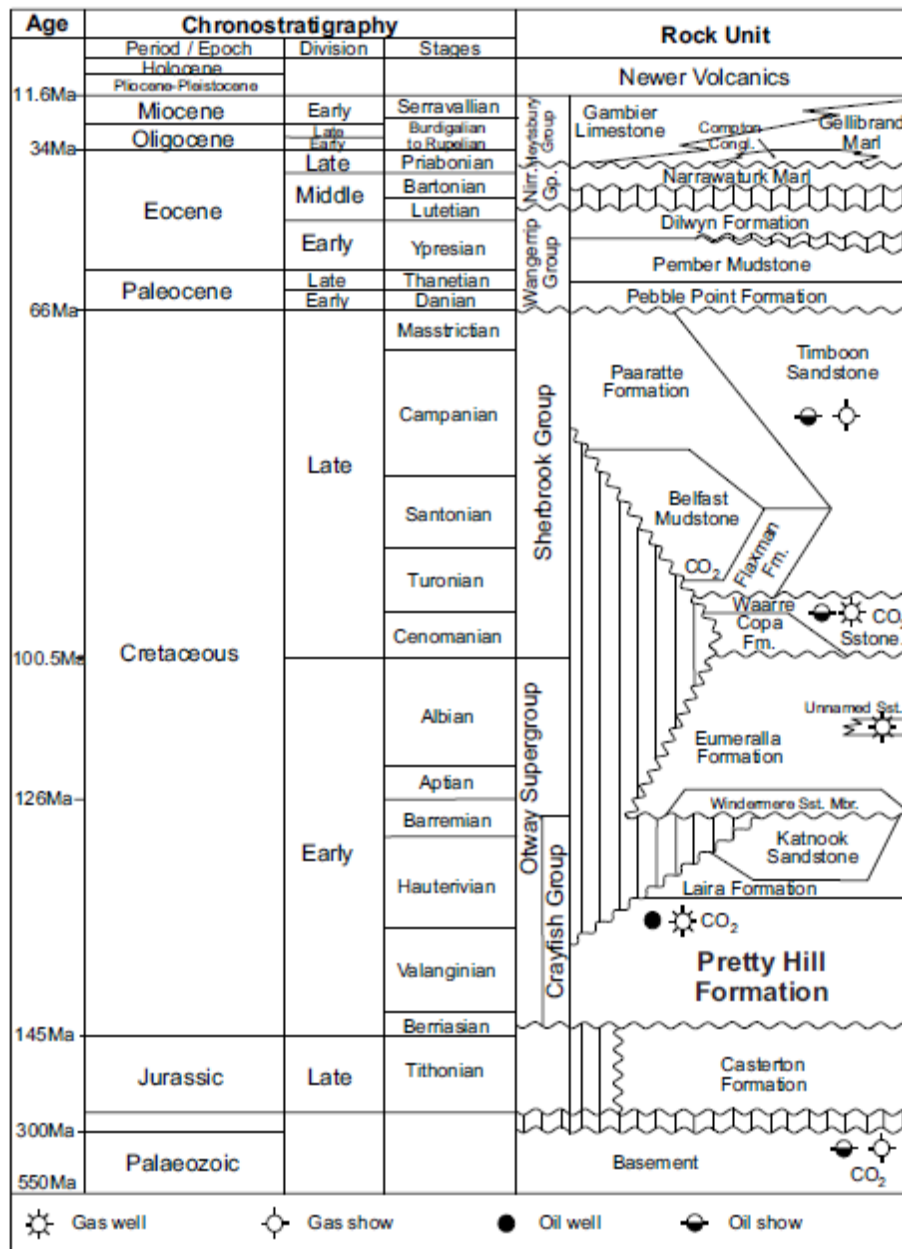 Age
Chronostratigraphy
Rock Unit
Period / Epoch
Division
Stages
Holocene
Pliocene-Pleistocene
Newer Volcanics
11.6Ma
Miocene
Early
Serravallian
Heytsbury Group
Gambier
Limestone
Compton
Congl.
Gellibrand
Marl
Oligocene
Late
Early
Burdigalian
to Rupelian
34Ma
Eocene
Late
Priabonian
Nirr.
Gp.
Narrawaturk Marl
Middle
Bartonian
Lutetian
Early
Ypresian
Wangerrip
Group
Dilwyn Formation
Pember Mudstone
Paleocene
Late
Thanetian
Early
Danian
Pebble Point Formation
66Ma
Cretaceous
Late
Masstrictian
Campanian
Santonian
Turonian
Cenomanian
Sherbrook Group
Paaratte
Formation
Timboon
Sandstone
Belfast
Mudstone
CO2
Flaxman
Fm.
Waarre
Copa
Fm.
CO2
Sstone.
100.5Ma
Early
Albian
Aptian
126Ma
Barremian
Hauterivian
Valanginian
Berriasian
Otway Supergroup
Crayfish Group
Unnamed Sst.
Eumeralla
Formation
Windermere Sst. Mbr.
Katnook
Sandstone
Laira Formation
CO2
Pretty Hill
Formation
145Ma
Jurassic
Late
Tithonian
Casterton
Formation
300Ma
Palaeozoic
Basement
CO2
550Ma
Gas well
Gas show
Oil well
Oil show